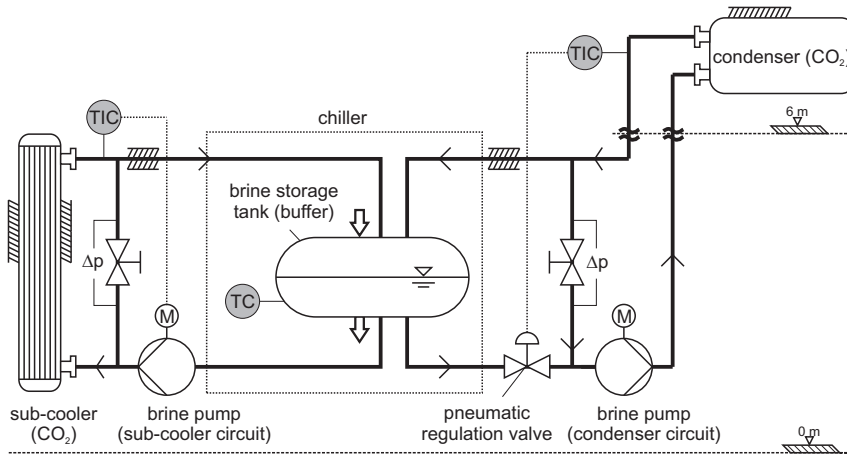 TIC
condenser (CO₂)
6 m
TIC
chiller
brine storage
tank (buffer)
Δp
Δp
TC
M
M
sub-cooler
(CO₂)
brine pump
(sub-cooler circuit)
pneumatic
regulation valve
brine pump
(condenser circuit)
0 m